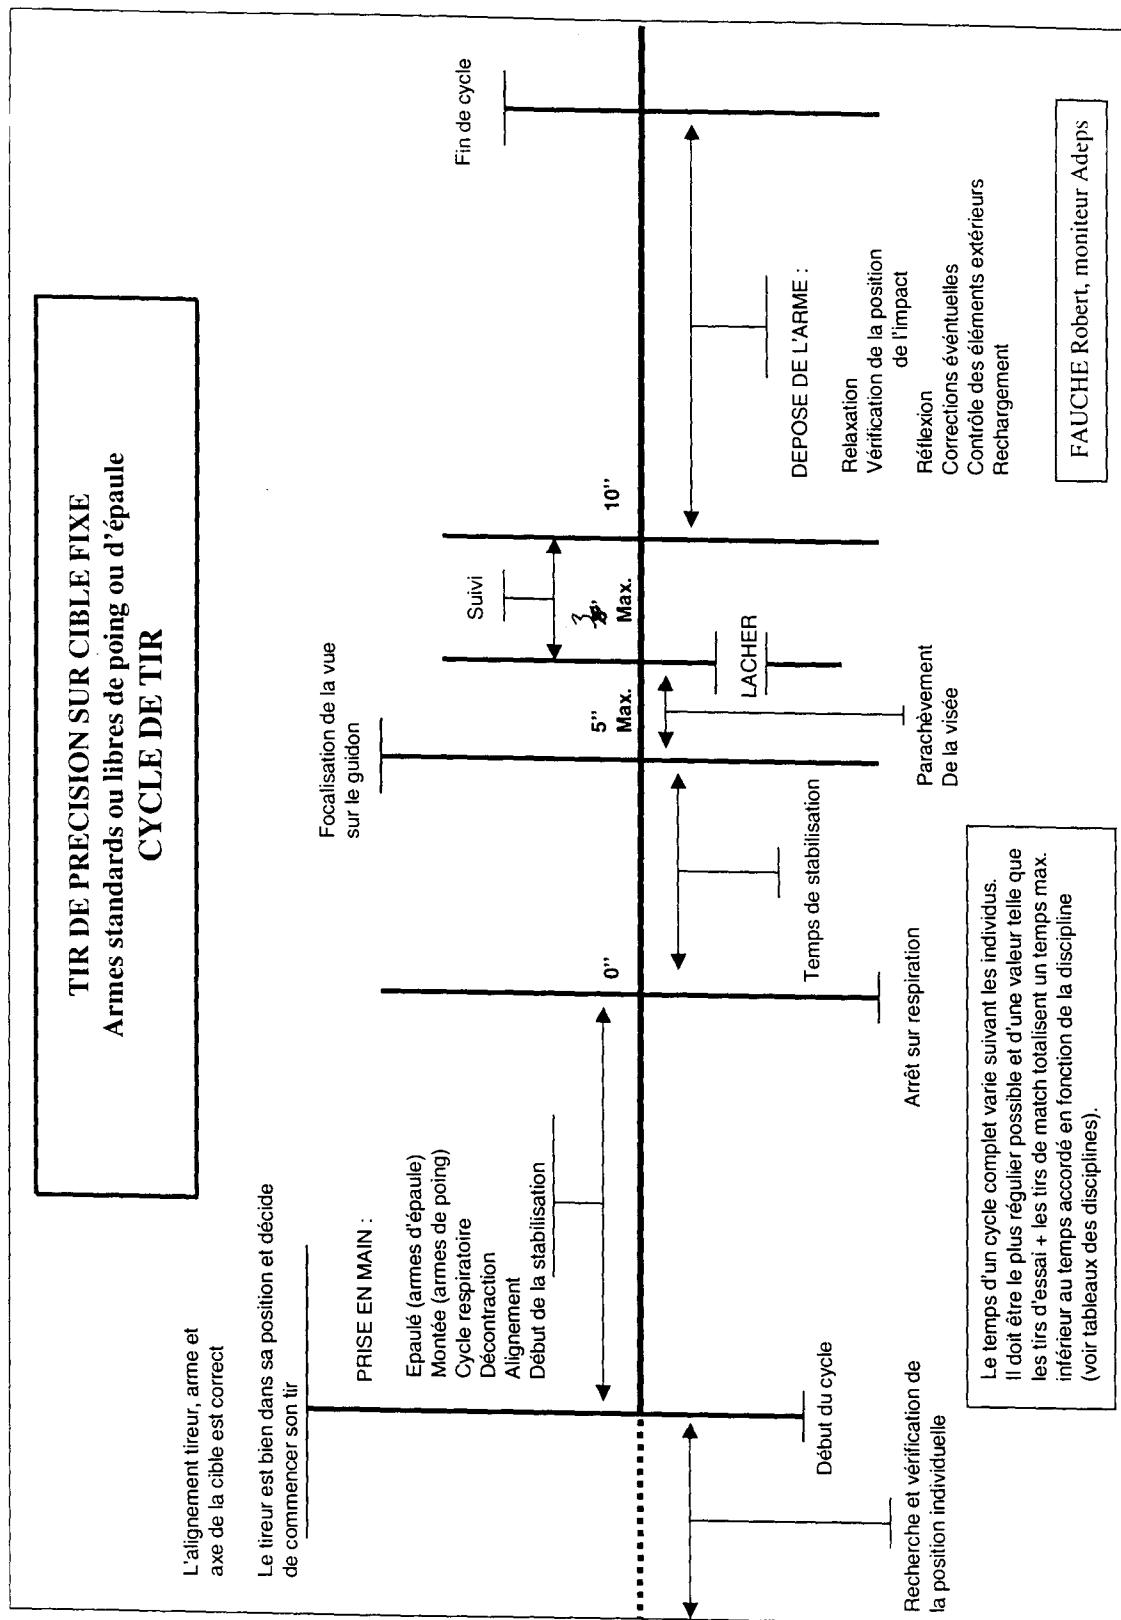 TIR DE PRECISION SUR CIBLE FIXE
Armes standards ou libres de poing ou d'épaule
CYCLE DE TIR
L'alignement tireur, arme et
axe de la cible est correct
Le tireur est bien dans sa position et décide
de commencer son tir
PRISE EN MAIN :
Epaulé (armes d'épaule)
Montée (armes de poing)
Cycle respiratoire
Décontraction
Alignement
Début de la stabilisation
Focalisation de la vue
sur le guidon
Suivi
Fin de cycle
0"
5"
Max.
3
Max.
10"
Recherche et vérification de
la position individuelle
Début du cycle
Arrêt sur respiration
Temps de stabilisation
Parachèvement
De la visée
LACHER
DEPOSE DE L'ARME :
Relaxation
Vérification de la position
de l'impact
Réflexion
Corrections éventuelles
Contrôle des éléments extérieurs
Rechargement
Le temps d'un cycle complet varie suivant les individus.
Il doit être le plus régulier possible et d'une valeur telle que
les tirs d'essai + les tirs de match totalisent un temps max.
inférieur au temps accordé en fonction de la discipline
(voir tableaux des disciplines).
FAUCHE Robert, moniteur Adeps